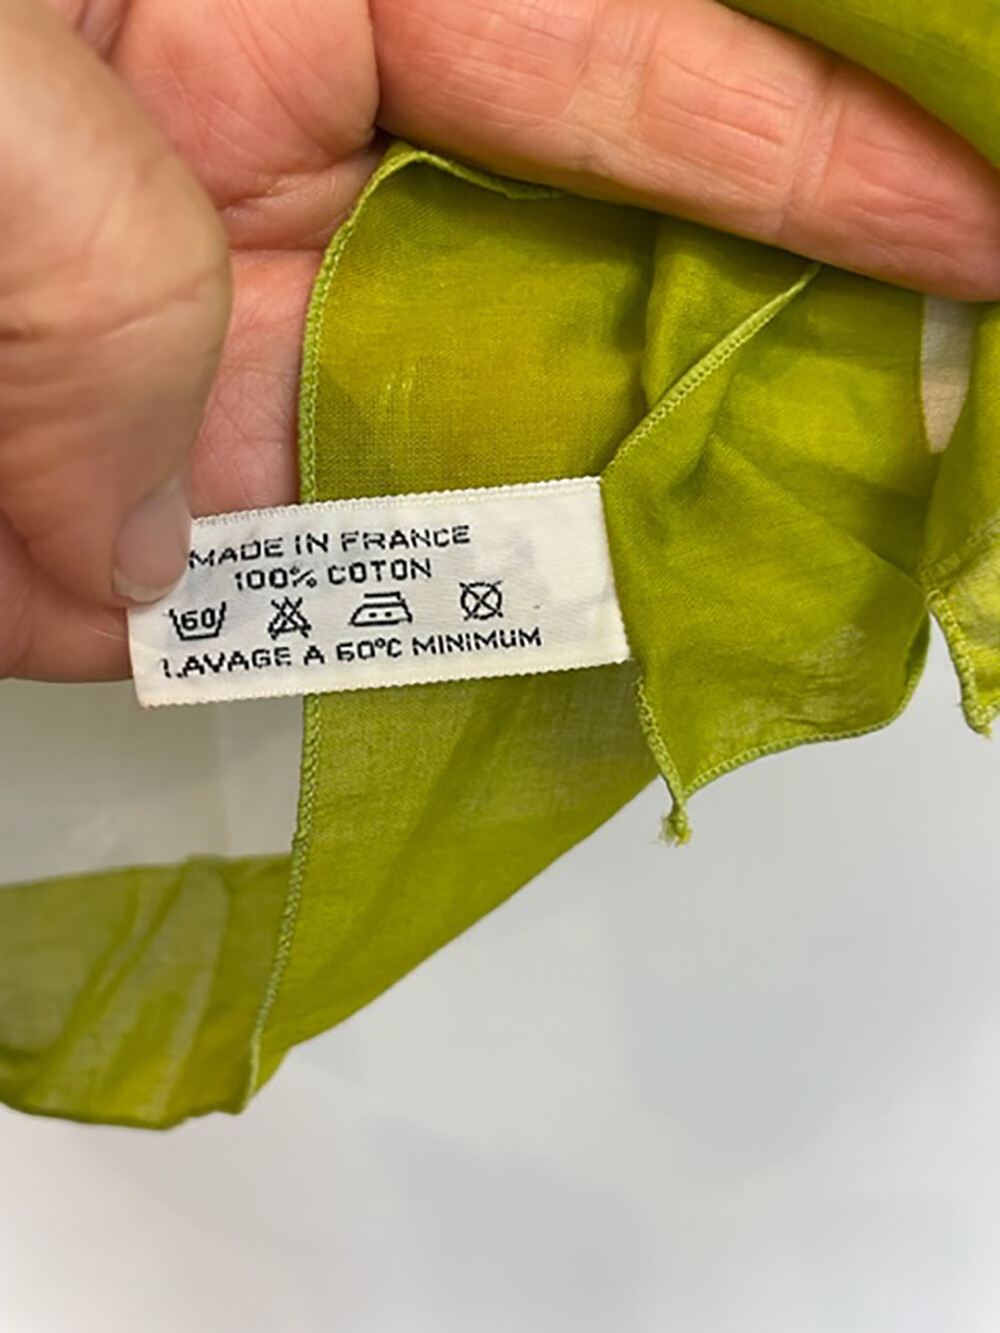 MADE IN FRANCE
100% COTON
60
LAVAGE A 60°C MINIMUM